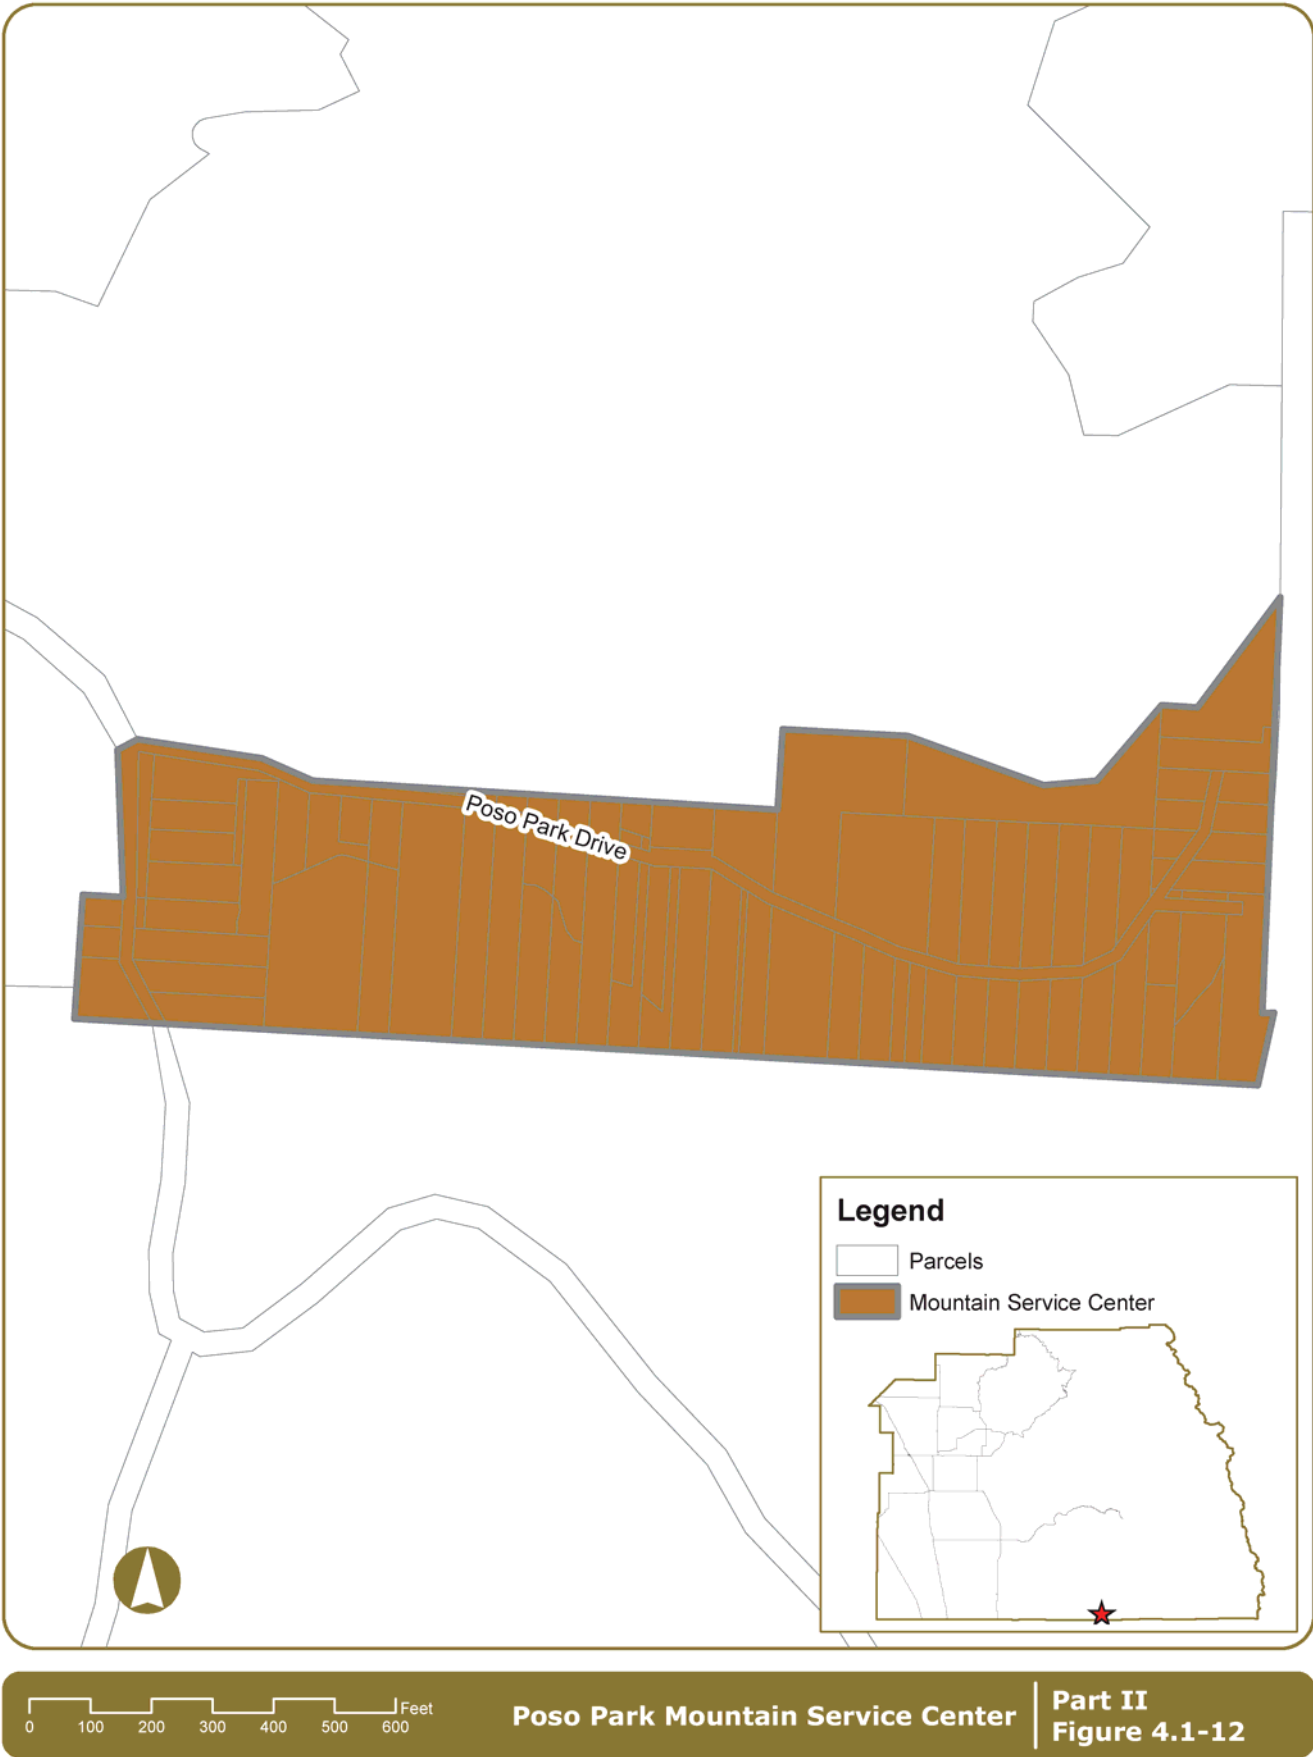 Poso Park Drive
Legend
Parcels
Mountain Service Center
Feet
0 100 200 300 400 500 600
Poso Park Mountain Service Center
Part II
Figure 4.1-12